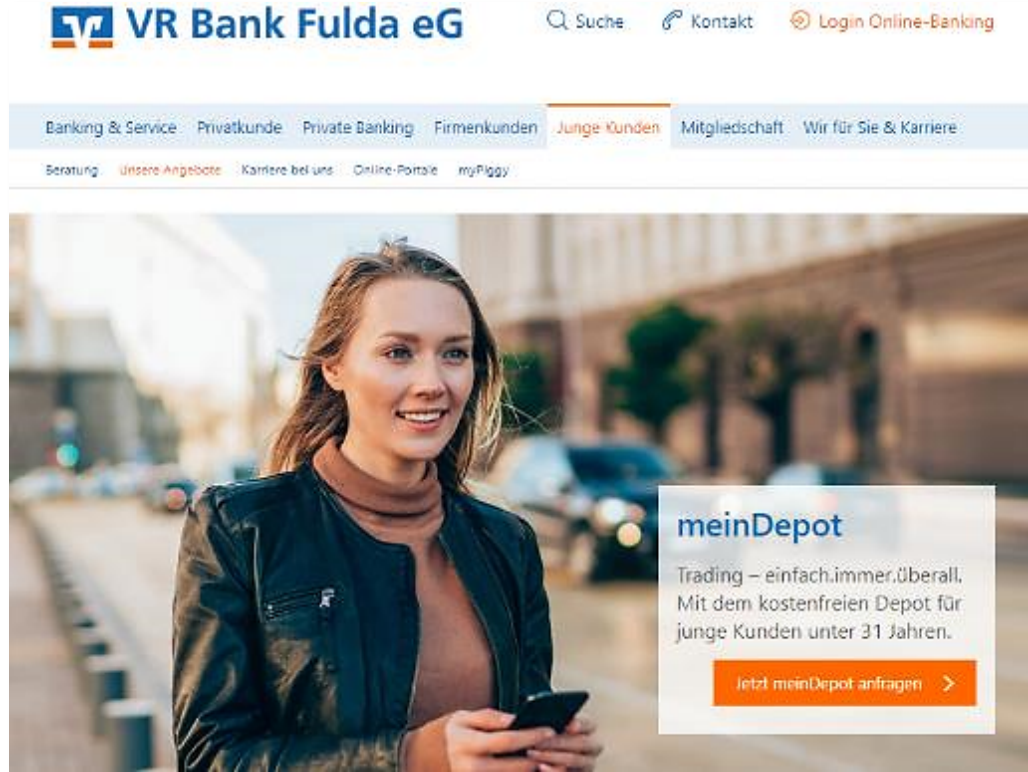 VR Bank Fulda eG
Suche Kontakt Login Online-Banking
Banking & Service Privatkunde Private Banking Firmenkunden Junge Kunden Mitgliedschaft Wir für Sie & Karriere
Beratung Unsere Angebote Karriere bei uns Online-Portale myPiggy
meinDepot
Trading – einfach.immer.überall.
Mit dem kostenfreien Depot für
junge Kunden unter 31 Jahren.
Jetzt meinDepot anfragen